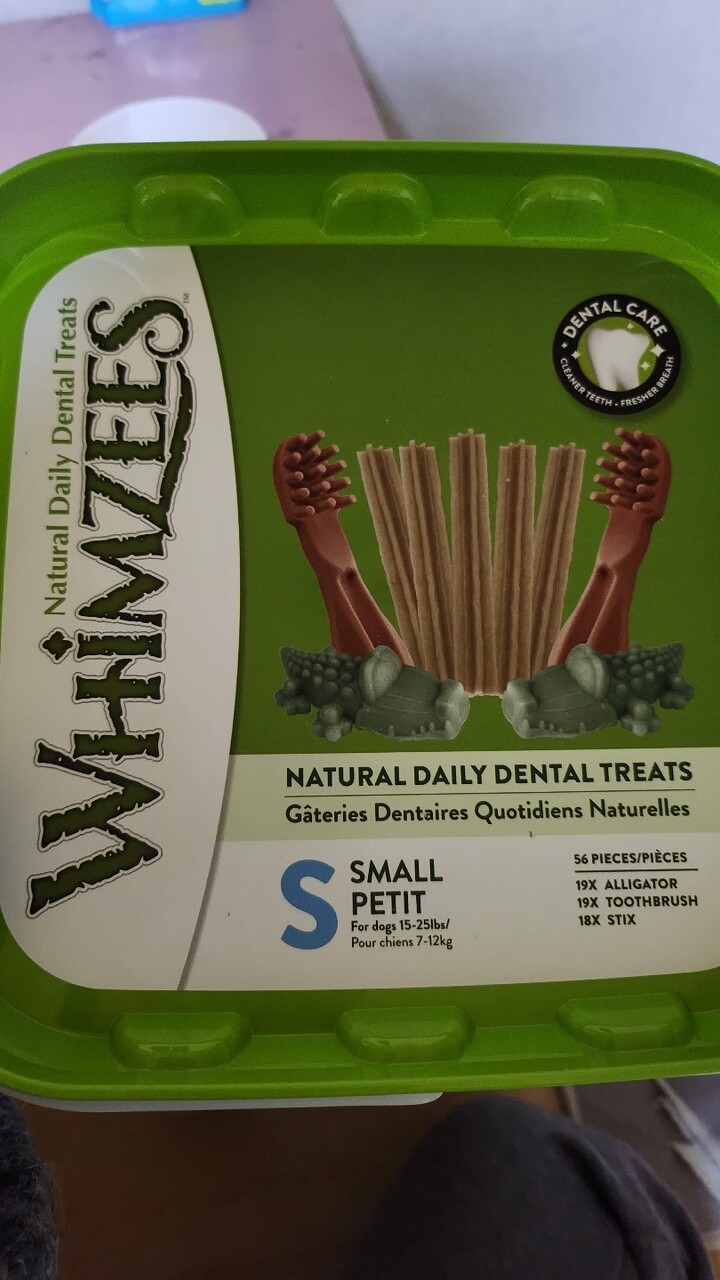 Natural Daily Dental Treats
WHiMZEES™
DENTAL CARE
CLEANER TEETH • FRESHER BREATH
NATURAL DAILY DENTAL TREATS
Gâteries Dentaires Quotidiens Naturelles
S
SMALL
PETIT
For dogs 15-25lbs/
Pour chiens 7-12kg
56 PIECES/PIÈCES
19X ALLIGATOR
19X TOOTHBRUSH
18X STIX